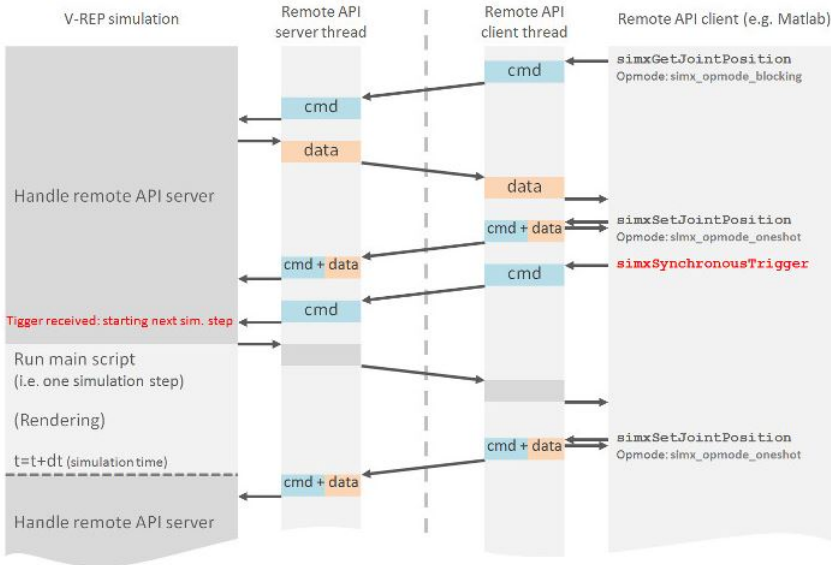 V-REP simulation
Remote API
server thread
Remote API
client thread
Remote API client (e.g. Matlab)
simxGetJointPosition
Opmode: simx_opmode_blocking
cmd
cmd
data
Handle remote API server
data
simxSetJointPosition
Opmode: simx_opmode_oneshot
cmd + data
cmd + data
simxSynchronousTrigger
cmd
cmd
Tigger received: starting next sim. step
Run main script
(i.e. one simulation step)
(Rendering)
simxSetJointPosition
Opmode: simx_opmode_oneshot
cmd + data
t=t+dt (simulation time)
cmd + data
Handle remote API server